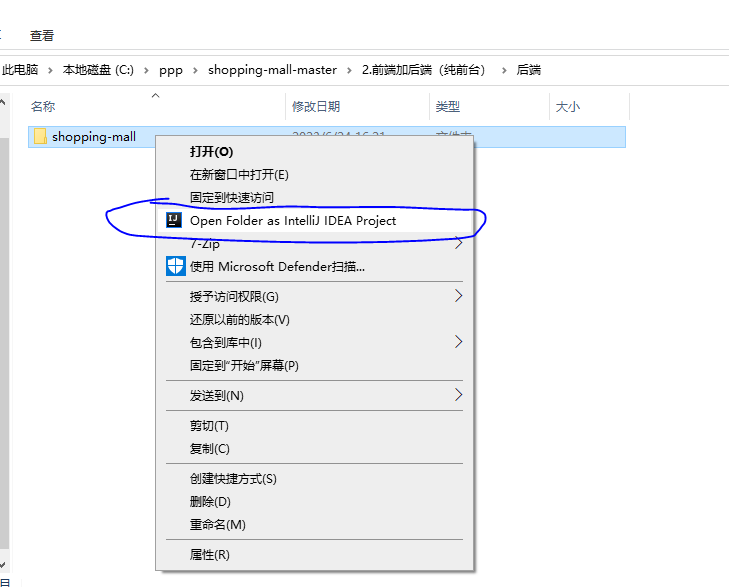 查看
此电脑 › 本地磁盘 (C:) › ppp › shopping-mall-master › 2.前端加后端（纯前台） › 后端
名称 修改日期 类型 大小
shopping-mall
打开(O)
在新窗口中打开(E)
固定到快速访问
Open Folder as IntelliJ IDEA Project
7-Zip
使用 Microsoft Defender扫描...
授予访问权限(G)
还原以前的版本(V)
包含到库中(I)
固定到"开始"屏幕(P)
发送到(N)
剪切(T)
复制(C)
创建快捷方式(S)
删除(D)
重命名(M)
属性(R)